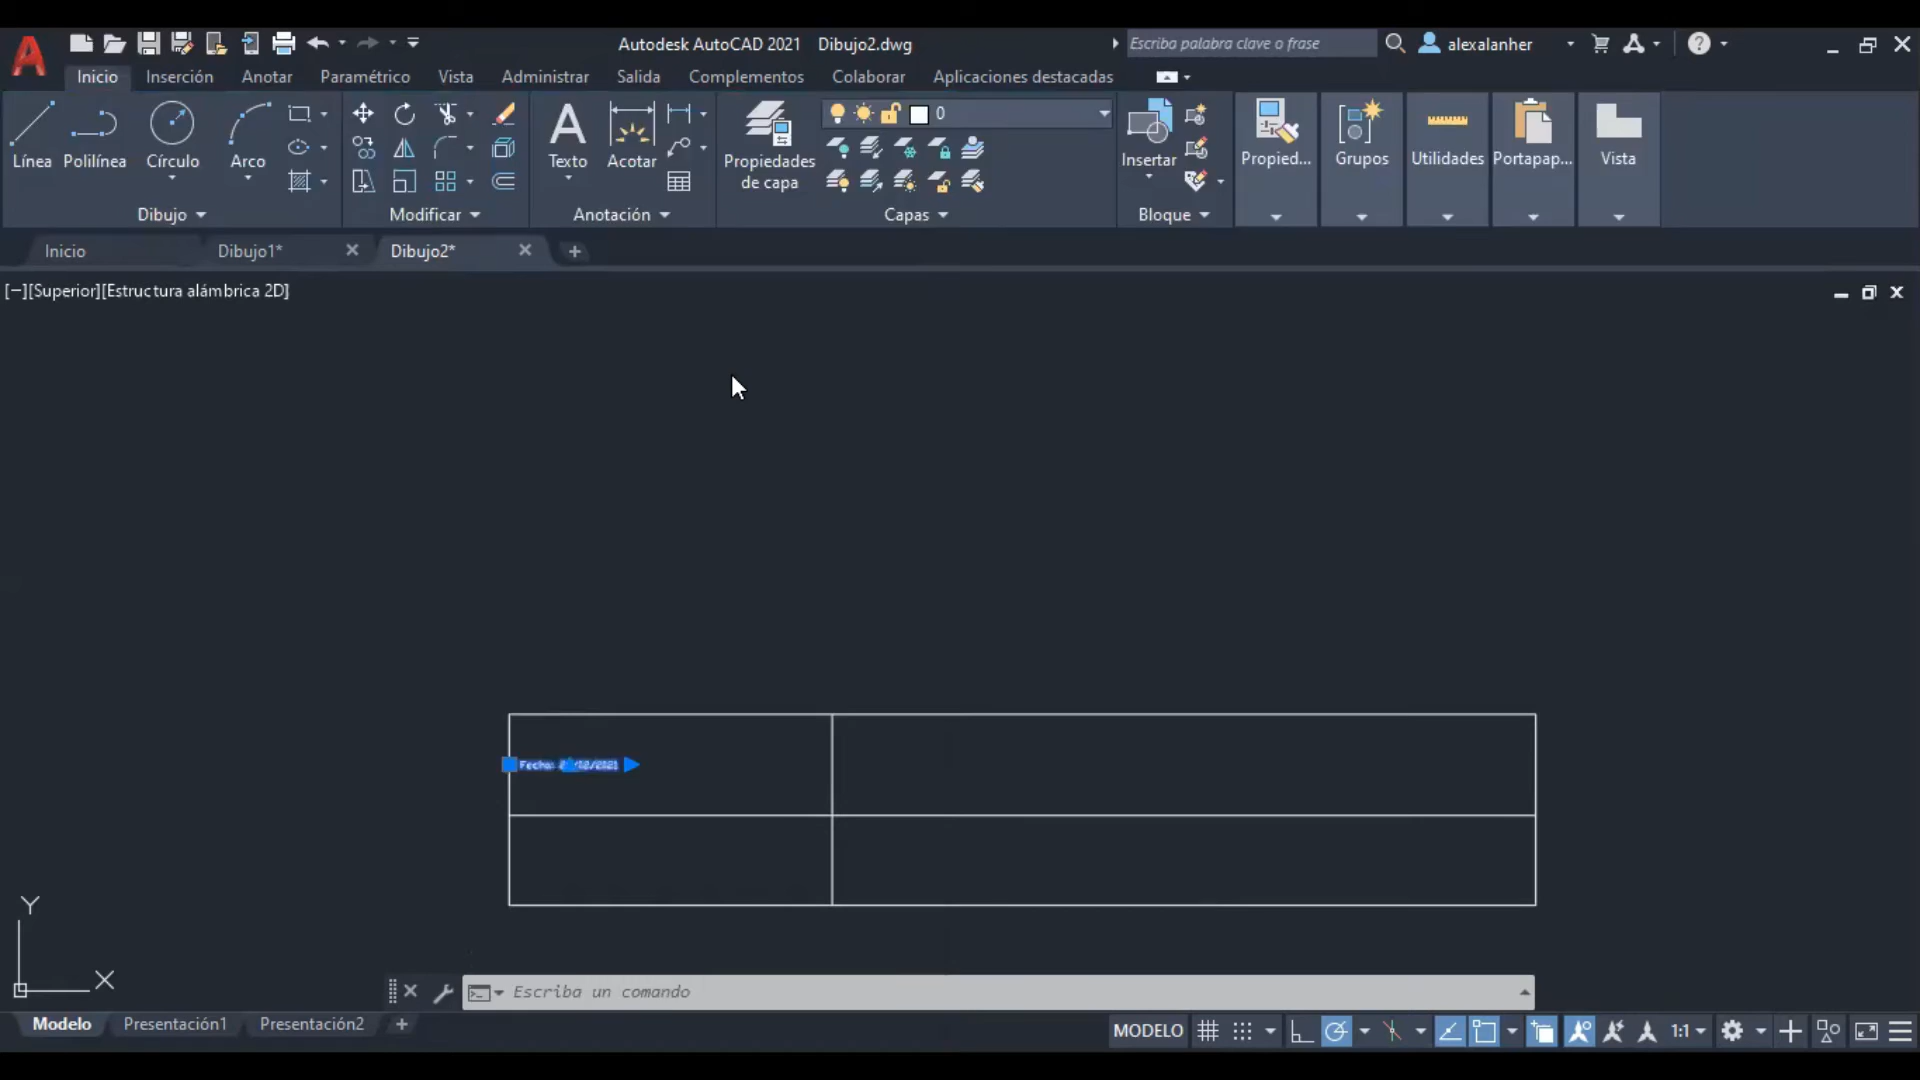 Autodesk AutoCAD 2021 Dibujo2.dwg
Escriba palabra clave o frase
alexalanher
Inicio Inserción Anotar Paramétrico Vista Administrar Salida Complementos Colaborar Aplicaciones destacadas
0
Línea Polilínea Círculo Arco Texto Acotar Propiedades de capa Insertar Propied... Grupos Utilidades Portapap... Vista
Dibujo Modificar Anotación Capas Bloque
Inicio Dibujo1* Dibujo2*
[−][Superior][Estructura alámbrica 2D]
Fecha: /10/2021
Y
X
Escriba un comando
Modelo Presentación1 Presentación2
MODELO 1:1